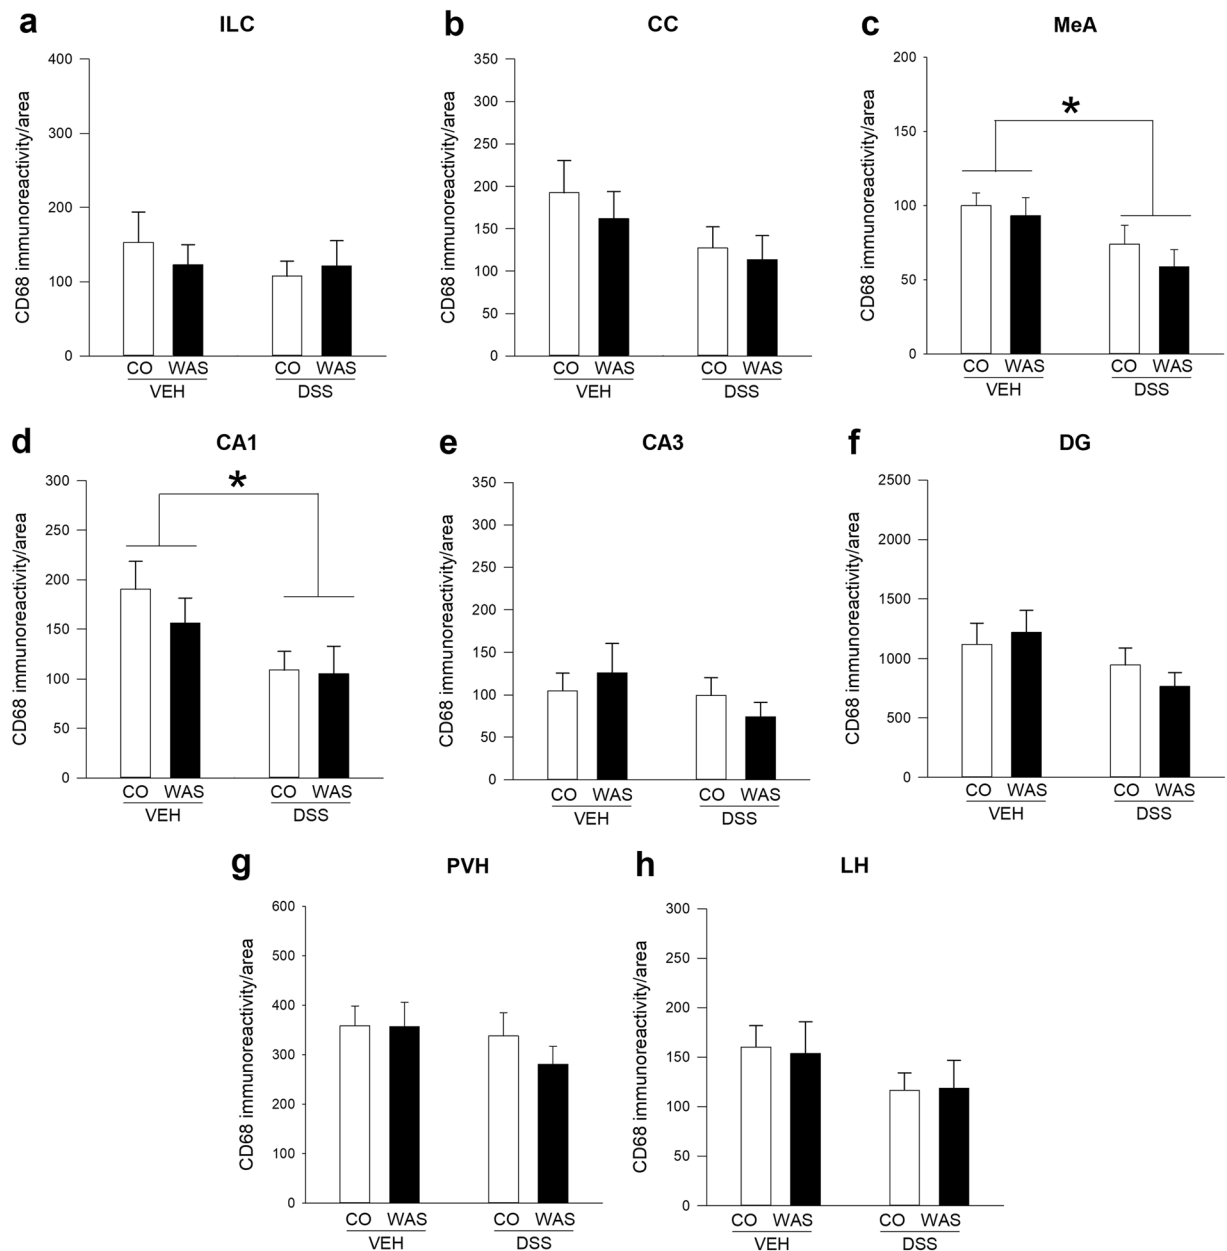 a ILC
CD68 immunoreactivity/area
400
300
200
100
0
CO WAS CO WAS
VEH DSS
b CC
CD68 immunoreactivity/area
350
300
250
200
150
100
50
0
CO WAS CO WAS
VEH DSS
c MeA
CD68 immunoreactivity/area
200
150
100
50
0
*
CO WAS CO WAS
VEH DSS
d CA1
CD68 immunoreactivity/area
300
250
200
150
100
50
0
*
CO WAS CO WAS
VEH DSS
e CA3
CD68 immunoreactivity/area
350
300
250
200
150
100
50
0
CO WAS CO WAS
VEH DSS
f DG
CD68 immunoreactivity/area
2500
2000
1500
1000
500
0
CO WAS CO WAS
VEH DSS
g PVH
CD68 immunoreactivity/area
600
500
400
300
200
100
0
CO WAS CO WAS
VEH DSS
h LH
CD68 immunoreactivity/area
300
250
200
150
100
50
0
CO WAS CO WAS
VEH DSS